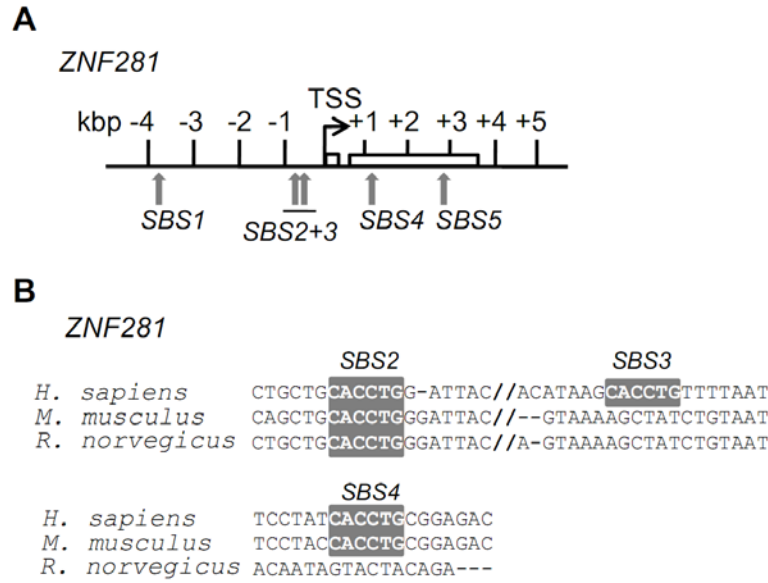 A
ZNF281
TSS
kbp -4 -3 -2 -1 +1 +2 +3 +4 +5
SBS1 SBS2+3 SBS4 SBS5
B
ZNF281
SBS2 SBS3
H. sapiens CTGCTGCACCTGG-ATTAC//ACATAAGCACCTGTTTTAAT
M. musculus CAGCTGCACCTGGGATTAC//--GTAAAAGCTATCTGTAAT
R. norvegicus CTGCTGCACCTGGGATTAC//A-GTAAAAGCTATCTGTAAT
SBS4
H. sapiens TCCTATCACCTGCGGAGAC
M. musculus TCCTACCACCTGCGGAGAC
R. norvegicus ACAATAGTACTACAGA---